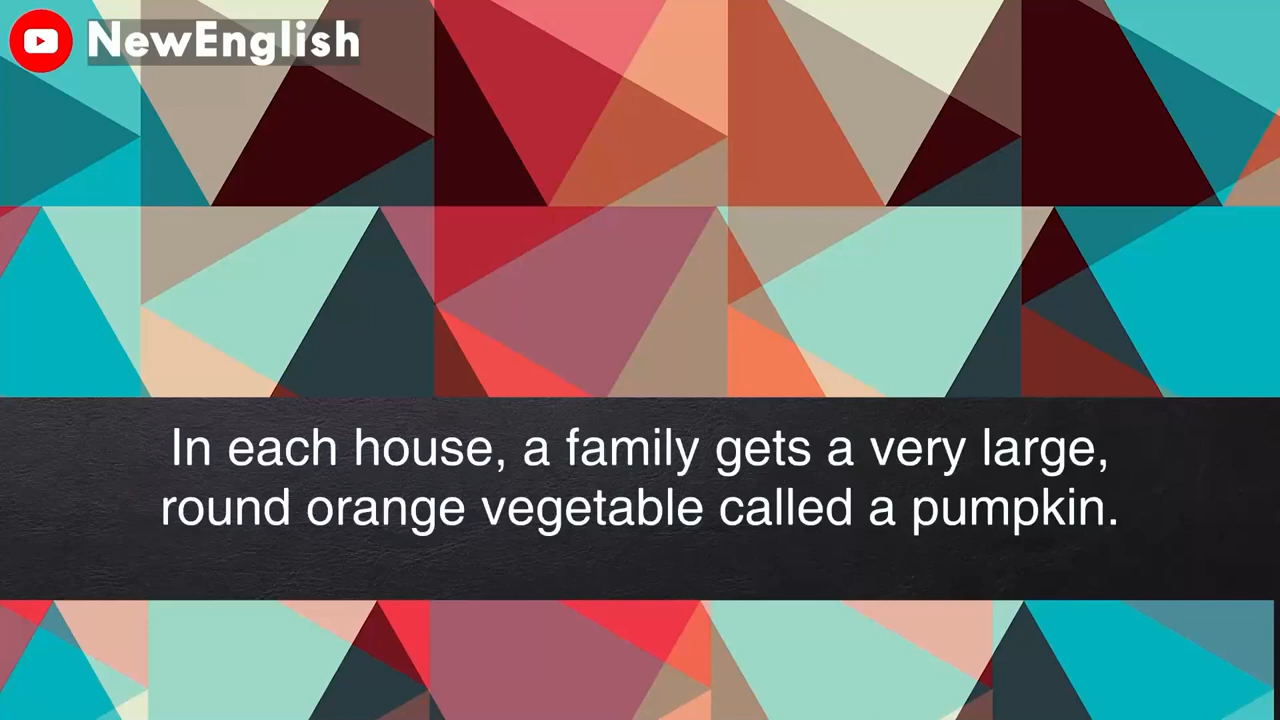 NewEnglish
In each house, a family gets a very large,
round orange vegetable called a pumpkin.